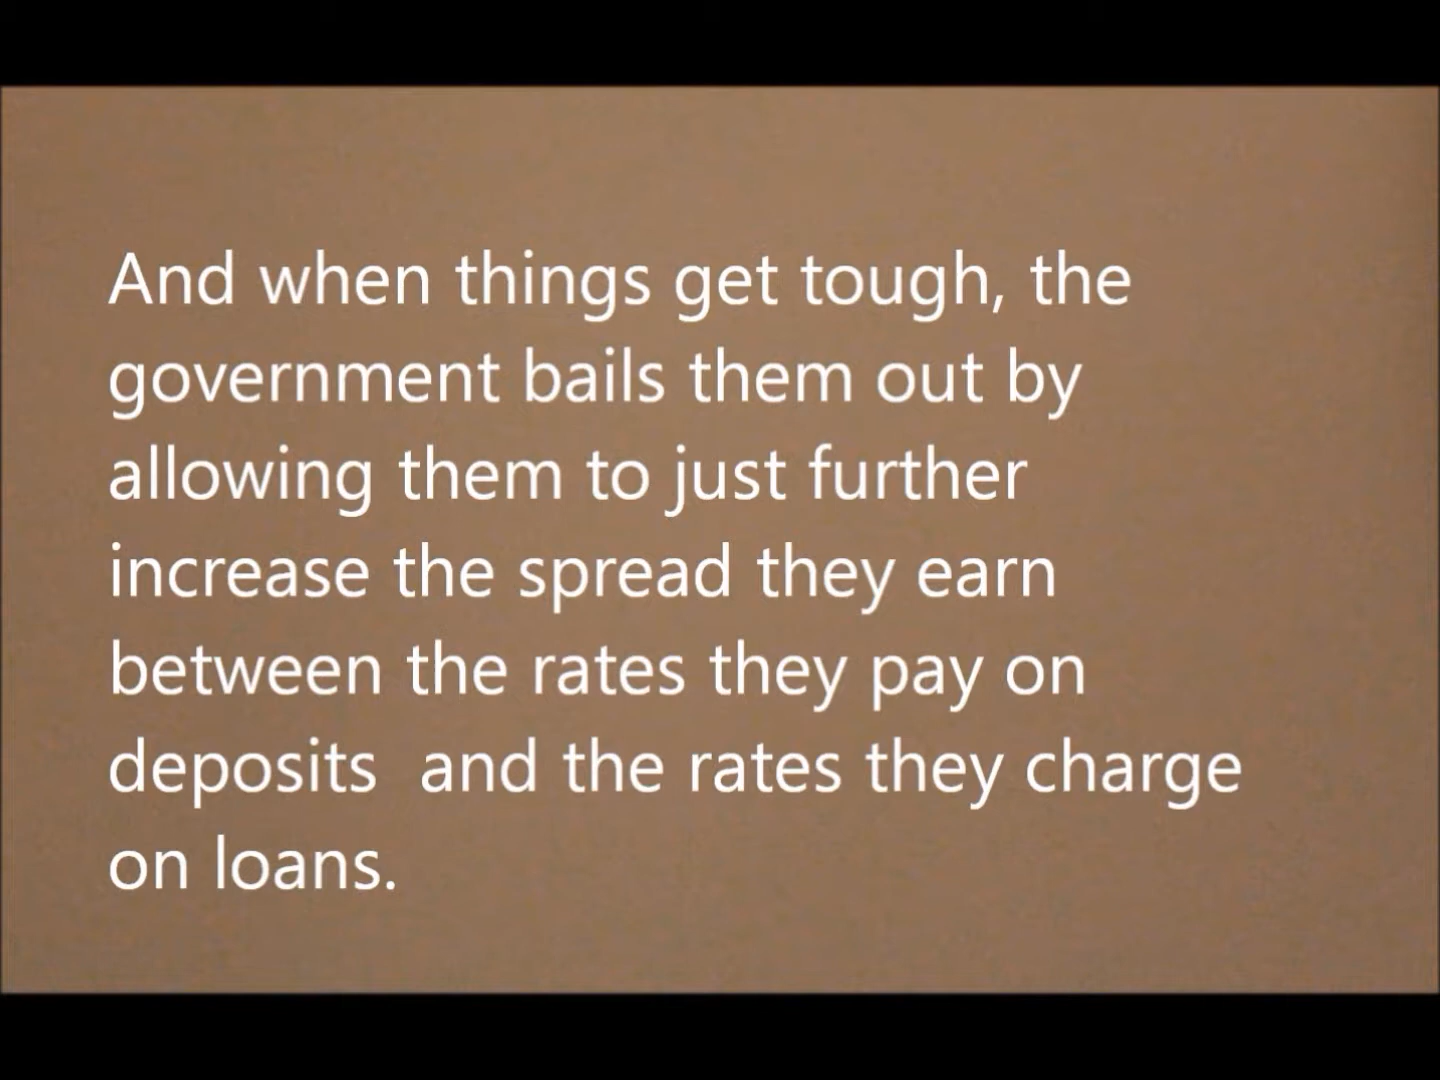 And when things get tough, the
government bails them out by
allowing them to just further
increase the spread they earn
between the rates they pay on
deposits  and the rates they charge
on loans.